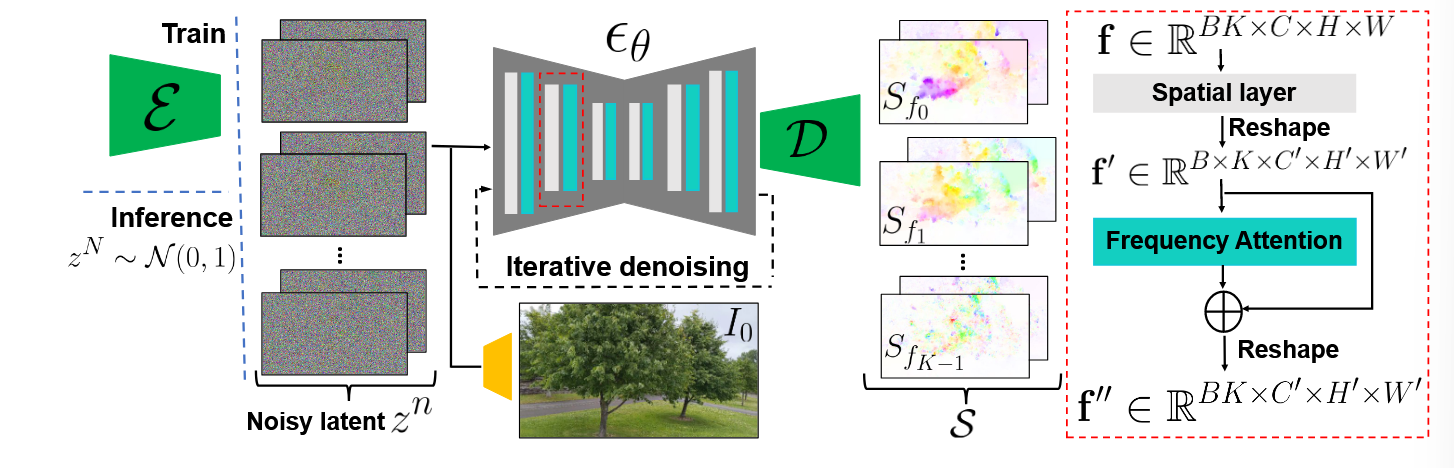 Train
ℰ
Inference
z^N ∼ 𝒩(0, 1)
Noisy latent z^n
ϵ_θ
Iterative denoising
I_0
𝒟
S_{f_0}
S_{f_1}
S_{f_{K−1}}
𝒮
f ∈ ℝ^{BK×C×H×W}
Spatial layer
Reshape
f′ ∈ ℝ^{B×K×C′×H′×W′}
Frequency Attention
Reshape
f″ ∈ ℝ^{BK×C′×H′×W′}